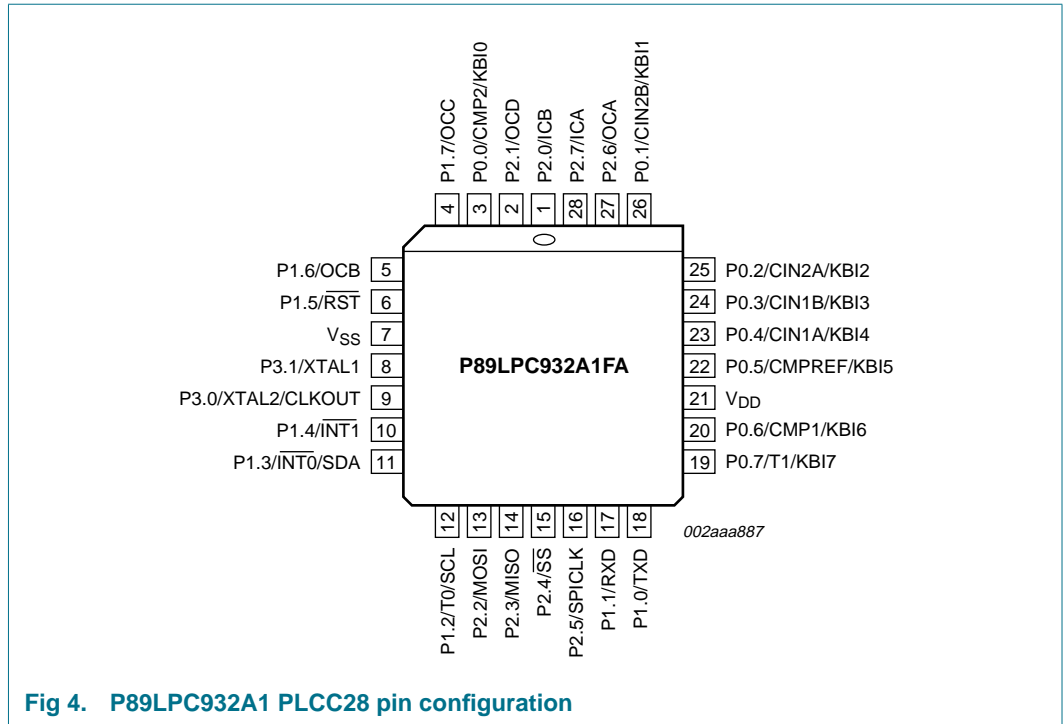 P1.7/OCC
P0.0/CMP2/KBI0
P2.1/OCD
P2.0/ICB
P2.7/ICA
P2.6/OCA
P0.1/CIN2B/KBI1
4
3
2
1
28
27
26
P1.6/OCB 5
P1.5/RST 6
VSS 7
P3.1/XTAL1 8
P3.0/XTAL2/CLKOUT 9
P1.4/INT1 10
P1.3/INT0/SDA 11
P89LPC932A1FA
25 P0.2/CIN2A/KBI2
24 P0.3/CIN1B/KBI3
23 P0.4/CIN1A/KBI4
22 P0.5/CMPREF/KBI5
21 VDD
20 P0.6/CMP1/KBI6
19 P0.7/T1/KBI7
12
13
14
15
16
17
18
P1.2/T0/SCL
P2.2/MOSI
P2.3/MISO
P2.4/SS
P2.5/SPICLK
P1.1/RXD
P1.0/TXD
002aaa887
Fig 4. P89LPC932A1 PLCC28 pin configuration